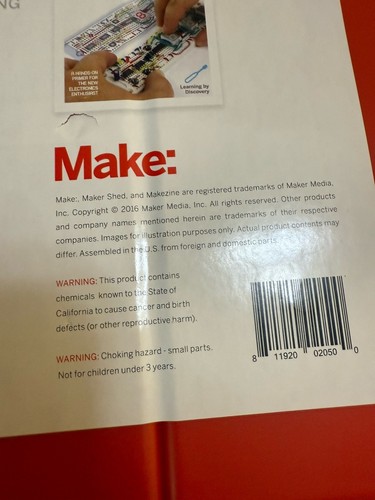 NG
A HANDS-ON
PRIMER FOR
THE NEW
ELECTRONICS
ENTHUSIAST
Learning by
Discovery
Make:
Make:, Maker Shed, and Makezine are registered trademarks of Maker Media,
Inc. Copyright © 2016 Maker Media, Inc. All rights reserved. Other products
and company names mentioned herein are trademarks of their respective
companies. Images for illustration purposes only. Actual product contents may
differ. Assembled in the U.S. from foreign and domestic parts.
WARNING: This product contains
chemicals known to the State of
California to cause cancer and birth
defects (or other reproductive harm).
WARNING: Choking hazard - small parts.
Not for children under 3 years.
8 11920 02050 0